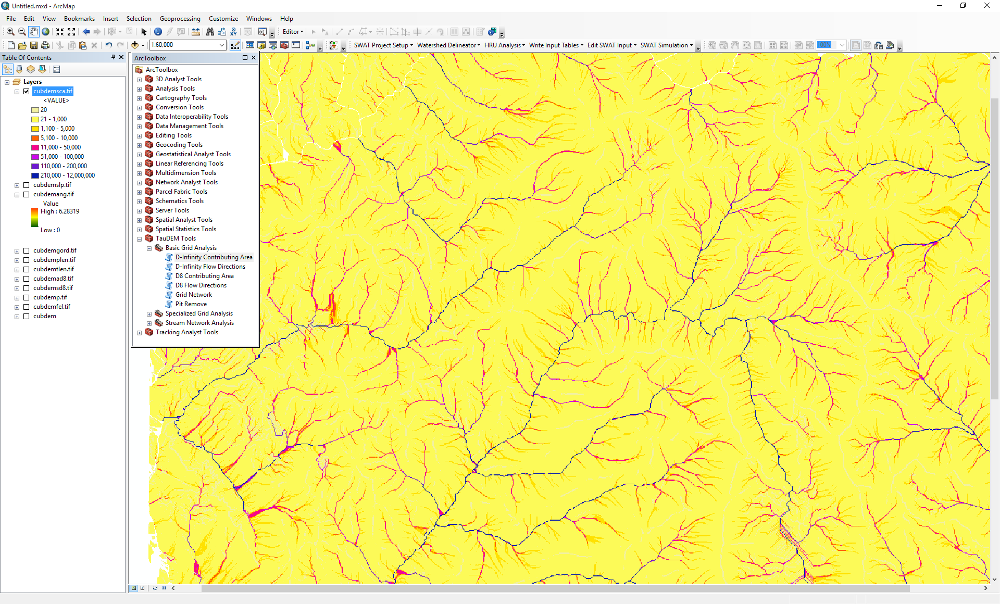 Untitled.mxd - ArcMap
File Edit View Bookmarks Insert Selection Geoprocessing Customize Windows Help
Editor
1:60,000
SWAT Project Setup Watershed Delineator HRU Analysis Write Input Tables Edit SWAT Input SWAT Simulation
100%
Table Of Contents
Layers
cubdemsca.tif
<VALUE>
20
21 - 1,000
1,100 - 5,000
5,100 - 10,000
11,000 - 50,000
51,000 - 100,000
110,000 - 200,000
210,000 - 12,000,000
cubdemslp.tif
cubdemang.tif
Value
High : 6.28319
Low : 0
cubdemgord.tif
cubdemplen.tif
cubdemtlen.tif
cubdemad8.tif
cubdemsd8.tif
cubdemp.tif
cubdemfel.tif
cubdem
ArcToolbox
ArcToolbox
3D Analyst Tools
Analysis Tools
Cartography Tools
Conversion Tools
Data Interoperability Tools
Data Management Tools
Editing Tools
Geocoding Tools
Geostatistical Analyst Tools
Linear Referencing Tools
Multidimension Tools
Network Analyst Tools
Parcel Fabric Tools
Schematics Tools
Server Tools
Spatial Analyst Tools
Spatial Statistics Tools
TauDEM Tools
Basic Grid Analysis
D-Infinity Contributing Area
D-Infinity Flow Directions
D8 Contributing Area
D8 Flow Directions
Grid Network
Pit Remove
Specialized Grid Analysis
Stream Network Analysis
Tracking Analyst Tools